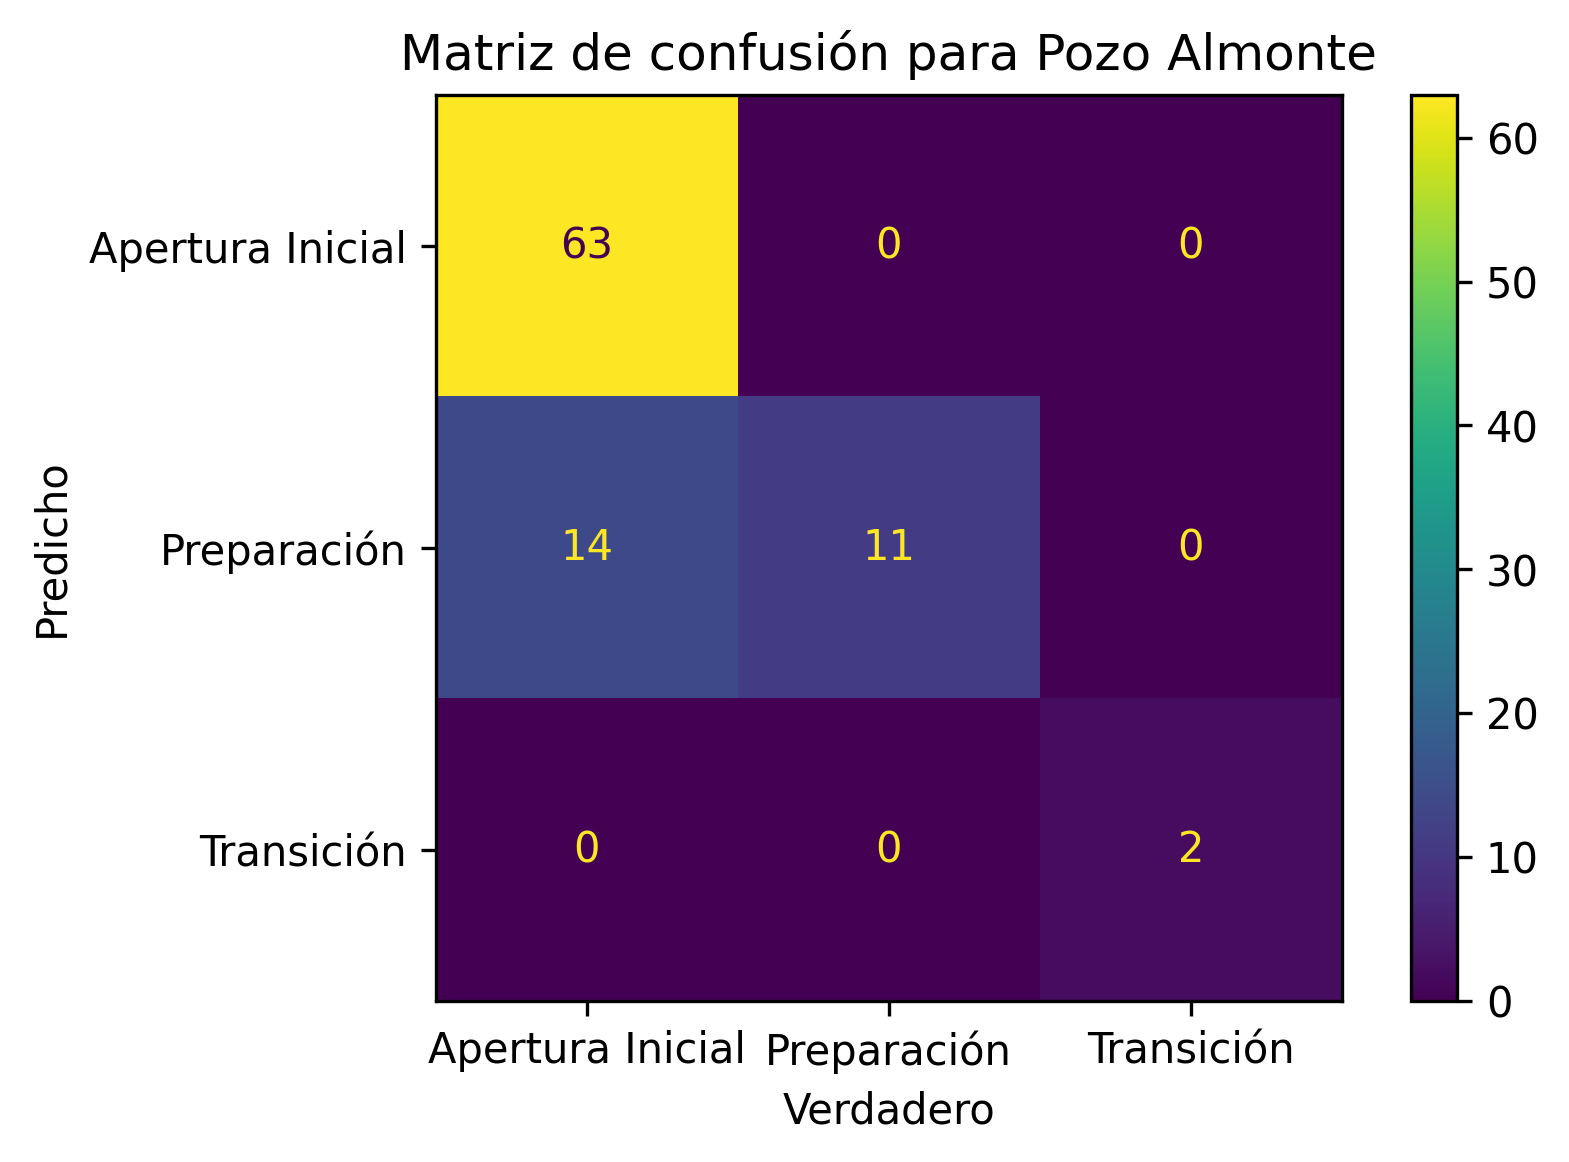 Matriz de confusión para Pozo Almonte
Predicho
Apertura Inicial
63
0
0
Preparación
14
11
0
Transición
0
0
2
Apertura Inicial
Preparación
Transición
Verdadero
60
50
40
30
20
10
0